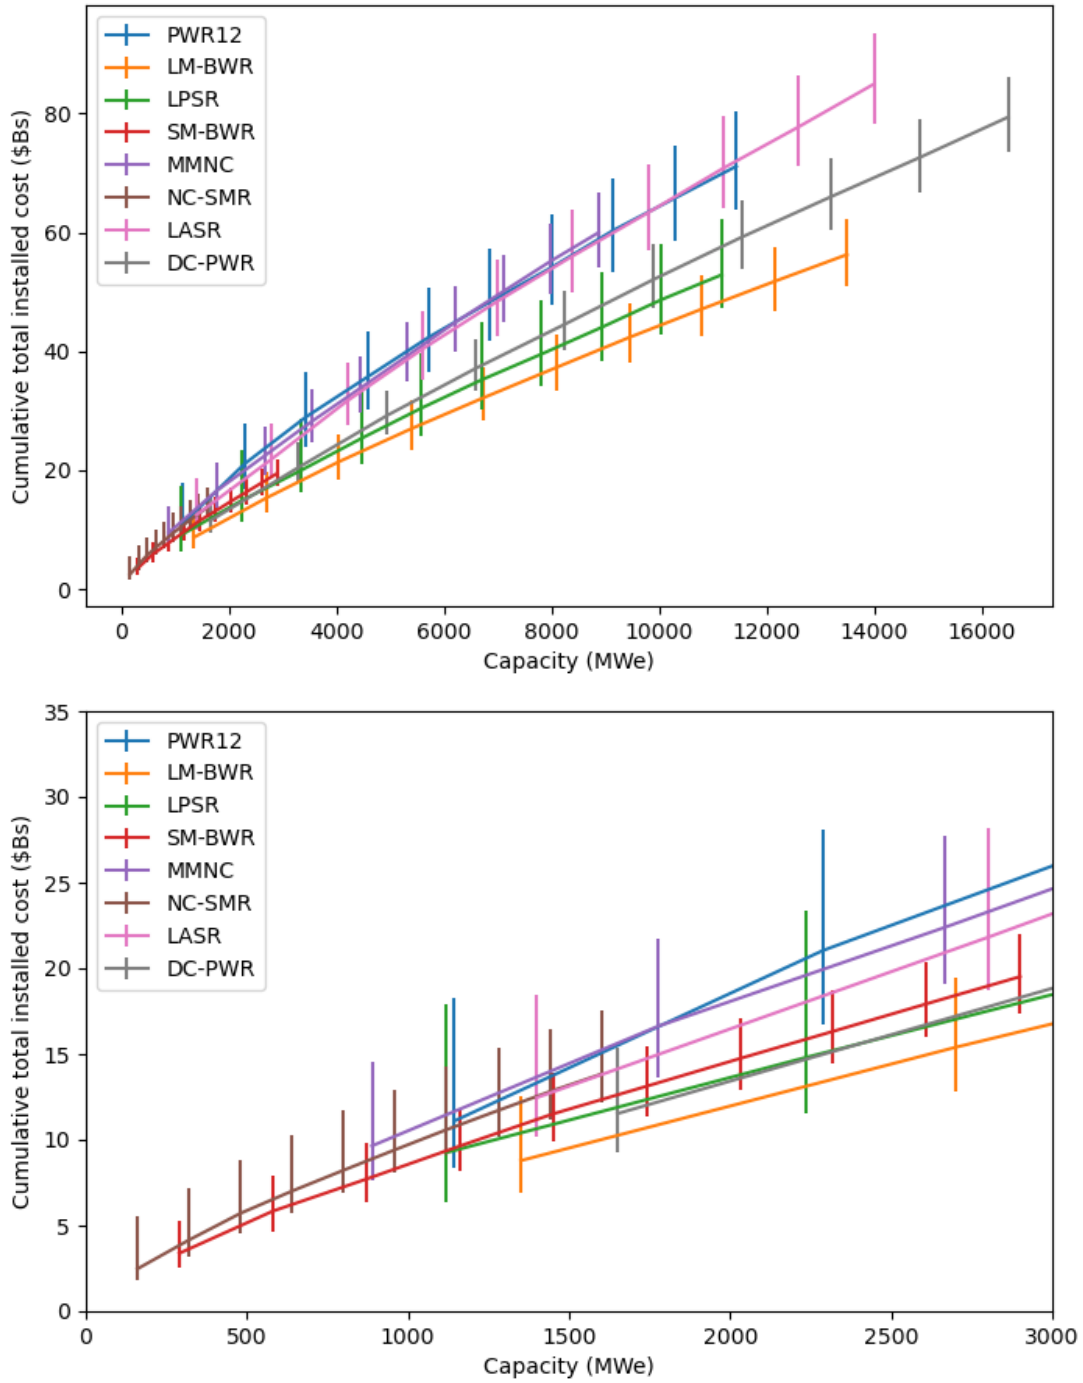 Cumulative total installed cost ($Bs)
80
60
40
20
0
PWR12
LM-BWR
LPSR
SM-BWR
MMNC
NC-SMR
LASR
DC-PWR
0 2000 4000 6000 8000 10000 12000 14000 16000
Capacity (MWe)
Cumulative total installed cost ($Bs)
35
30
25
20
15
10
5
0
PWR12
LM-BWR
LPSR
SM-BWR
MMNC
NC-SMR
LASR
DC-PWR
0 500 1000 1500 2000 2500 3000
Capacity (MWe)